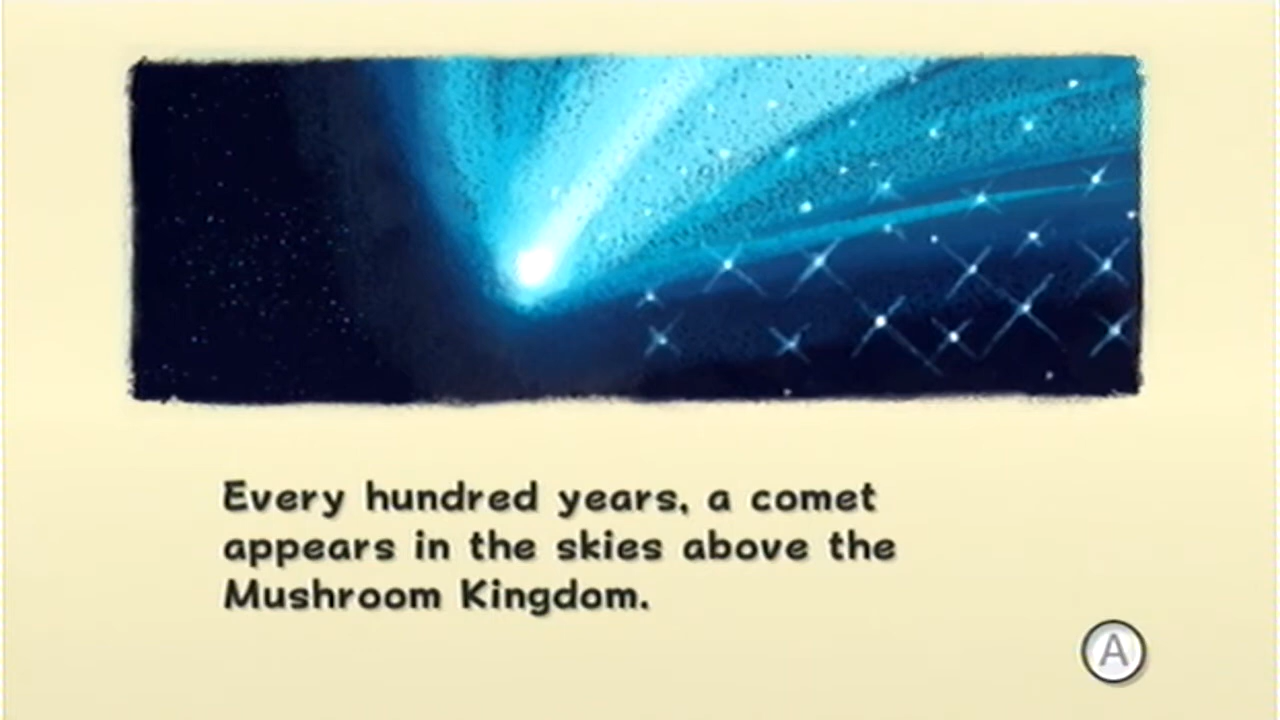 Every hundred years, a comet
appears in the skies above the
Mushroom Kingdom.
A